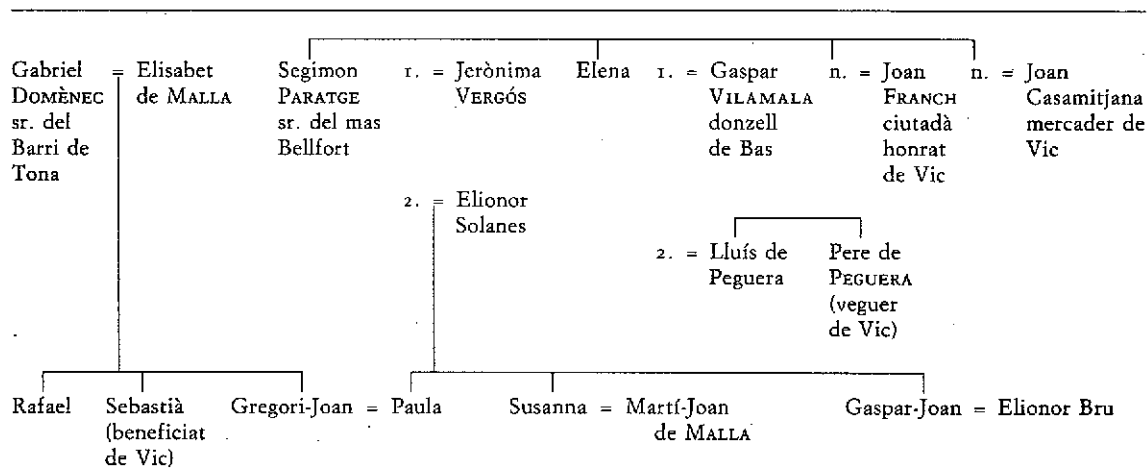 Gabriel = Elisabet
DOMÈNEC de MALLA
sr. del
Barri de
Tona
Segimon
PARATGE
sr. del mas
Bellfort
1. = Jerònima
VERGÓS
2. = Elionor
Solanes
Elena
1. = Gaspar
VILAMALA
donzell
de Bas
2. = Lluís de
Peguera
Pere de
PEGUERA
(veguer
de Vic)
n. = Joan
FRANCH
ciutadà
honrat
de Vic
n. = Joan
Casamitjana
mercader de
Vic
Rafael
Sebastià
(beneficiat
de Vic)
Gregori-Joan = Paula
Susanna = Martí-Joan
de MALLA
Gaspar-Joan = Elionor Bru